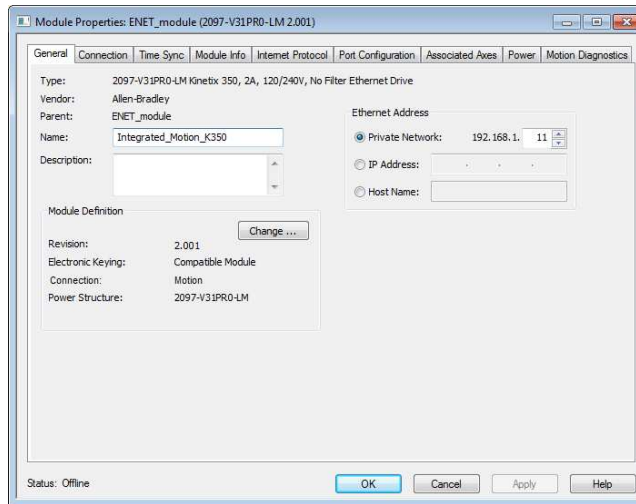 Module Properties: ENET_module (2097-V31PR0-LM 2.001)
General Connection Time Sync Module Info Internet Protocol Port Configuration Associated Axes Power Motion Diagnostics
Type: 2097-V31PR0-LM Kinetix 350, 2A, 120/240V, No Filter Ethernet Drive
Vendor: Allen-Bradley
Parent: ENET_module
Name: Integrated_Motion_K350
Description:
Ethernet Address
Private Network: 192.168.1. 11
IP Address: . . .
Host Name:
Module Definition
Change ...
Revision: 2.001
Electronic Keying: Compatible Module
Connection: Motion
Power Structure: 2097-V31PR0-LM
Status: Offline
OK Cancel Apply Help